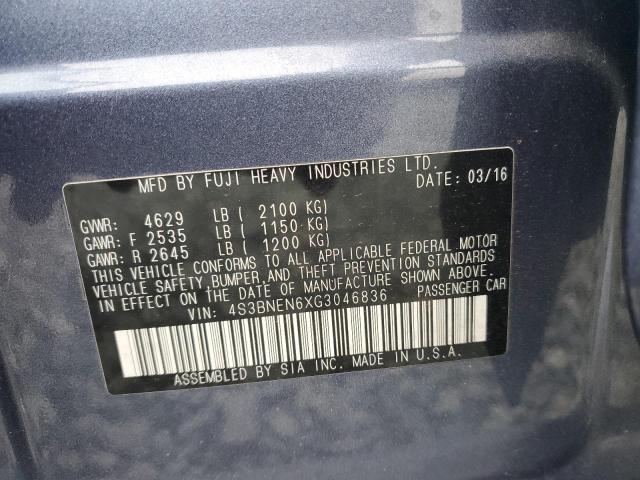 MFD BY FUJI HEAVY INDUSTRIES LTD.
DATE: 03/16
GVWR: 4629 LB ( 2100 KG)
GAWR: F 2535 LB ( 1150 KG)
GAWR: R 2645 LB ( 1200 KG)
THIS VEHICLE CONFORMS TO ALL APPLICABLE FEDERAL MOTOR
VEHICLE SAFETY, BUMPER, AND THEFT PREVENTION STANDARDS
IN EFFECT ON THE DATE OF MANUFACTURE SHOWN ABOVE.
VIN: 4S3BNEN6XG3046836 PASSENGER CAR
ASSEMBLED BY SIA INC. MADE IN U.S.A.